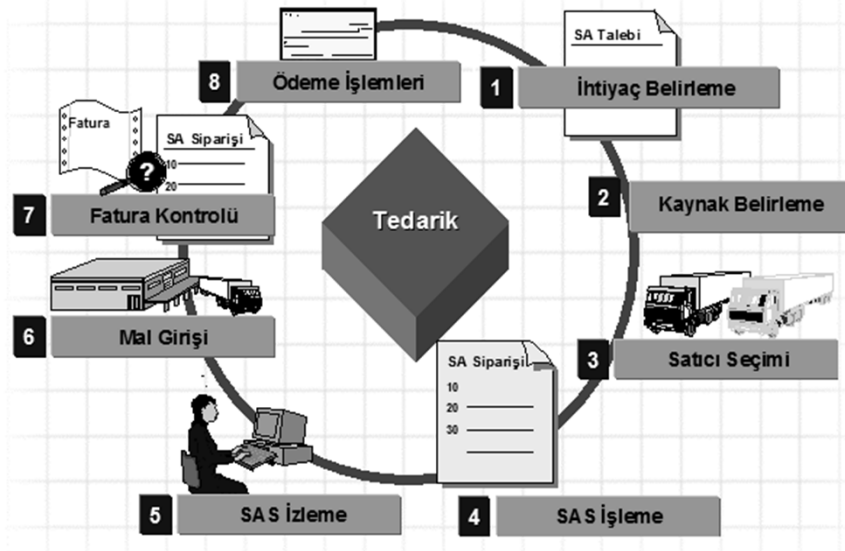 8
Ödeme İşlemleri
SA Talebi
1
İhtiyaç Belirleme
Fatura
?
SA Siparişi
10
20
2
Kaynak Belirleme
7
Fatura Kontrolü
Tedarik
6
Mal Girişi
3
Satıcı Seçimi
SA Siparişi
10
20
30
5
SAS İzleme
4
SAS İşleme